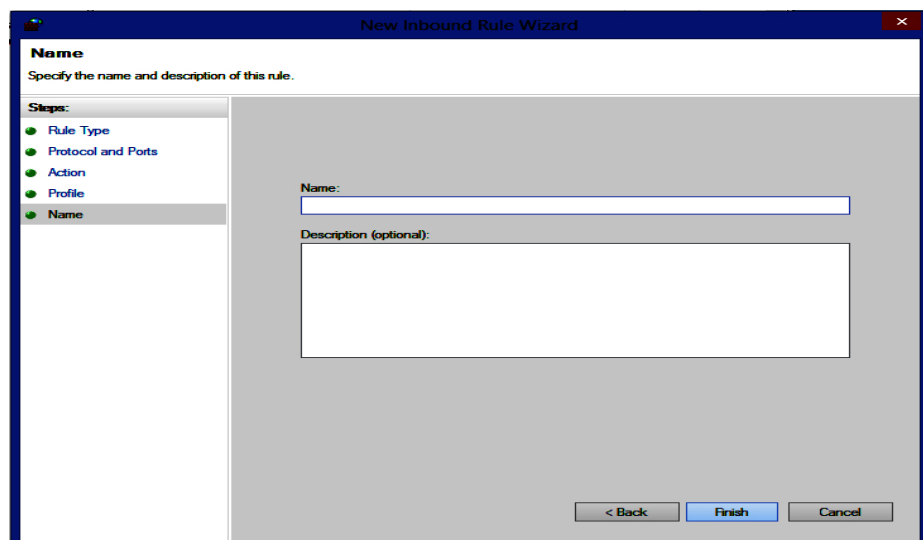 New Inbound Rule Wizard
Name
Specify the name and description of this rule.
Steps:
Rule Type
Protocol and Ports
Action
Profile
Name
Name:
Description (optional):
< Back
Finish
Cancel